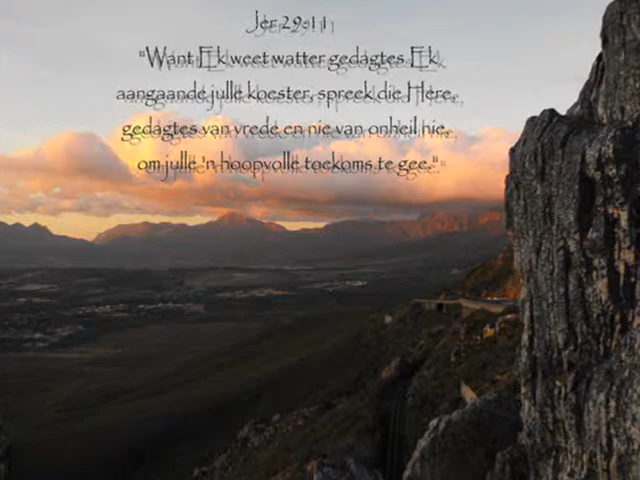 Jer 29:11
"Want Ek weet watter gedagtes Ek
aangaande julle koester, spreek die Here,
gedagtes van vrede en nie van onheil nie,
om julle 'n hoopvolle toekoms te gee."